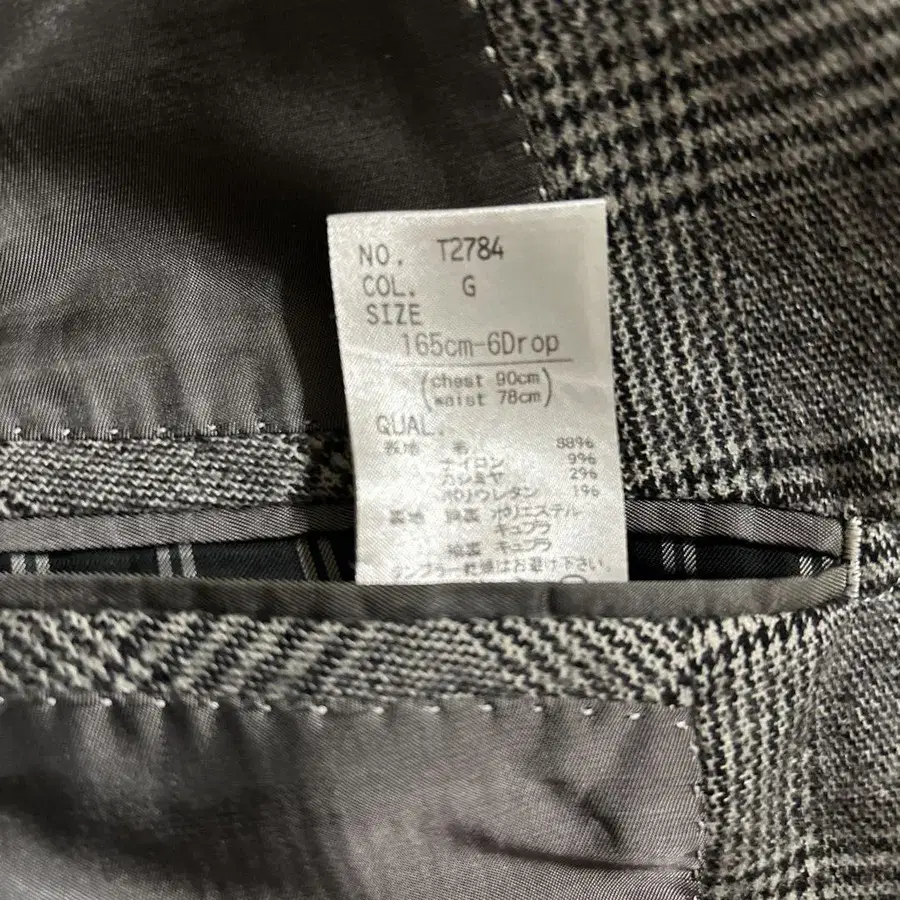 NO. T2784
COL. G
SIZE
165cm-6Drop
(chest 90cm
waist 78cm)
QUAL.
表地 毛 88%
ナイロン 9%
カシミヤ 2%
ポリウレタン 1%
裏地 胴裏 ポリエステル
キュプラ
袖裏 キュプラ
タンブラー乾燥はお避け下さい。